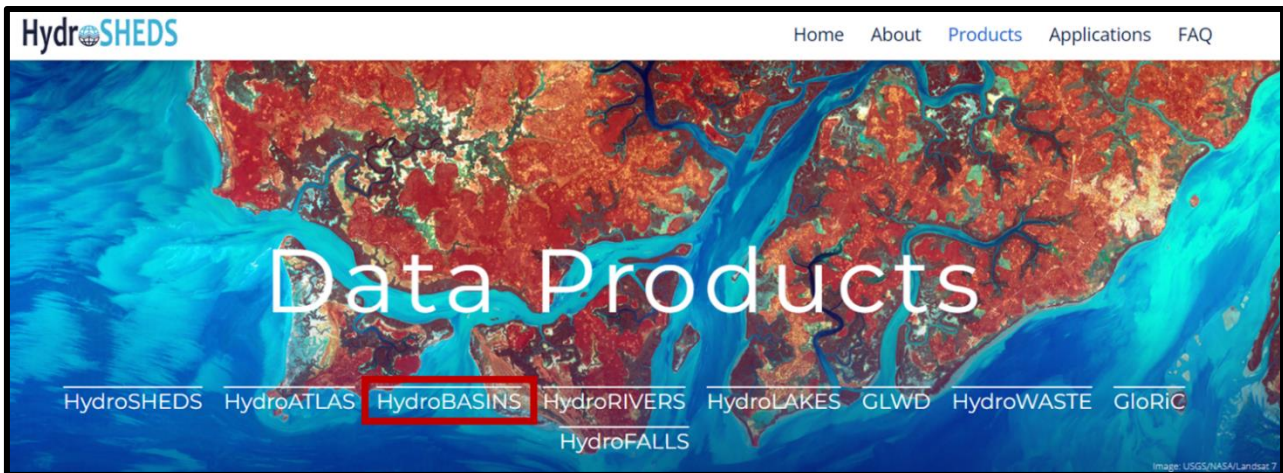 HydroSHEDS
Home About Products Applications FAQ
Data Products
HydroSHEDS HydroATLAS HydroBASINS HydroRIVERS HydroLAKES GLWD HydroWASTE GloRiC
HydroFALLS
Image: USGS/NASA/Landsat 7